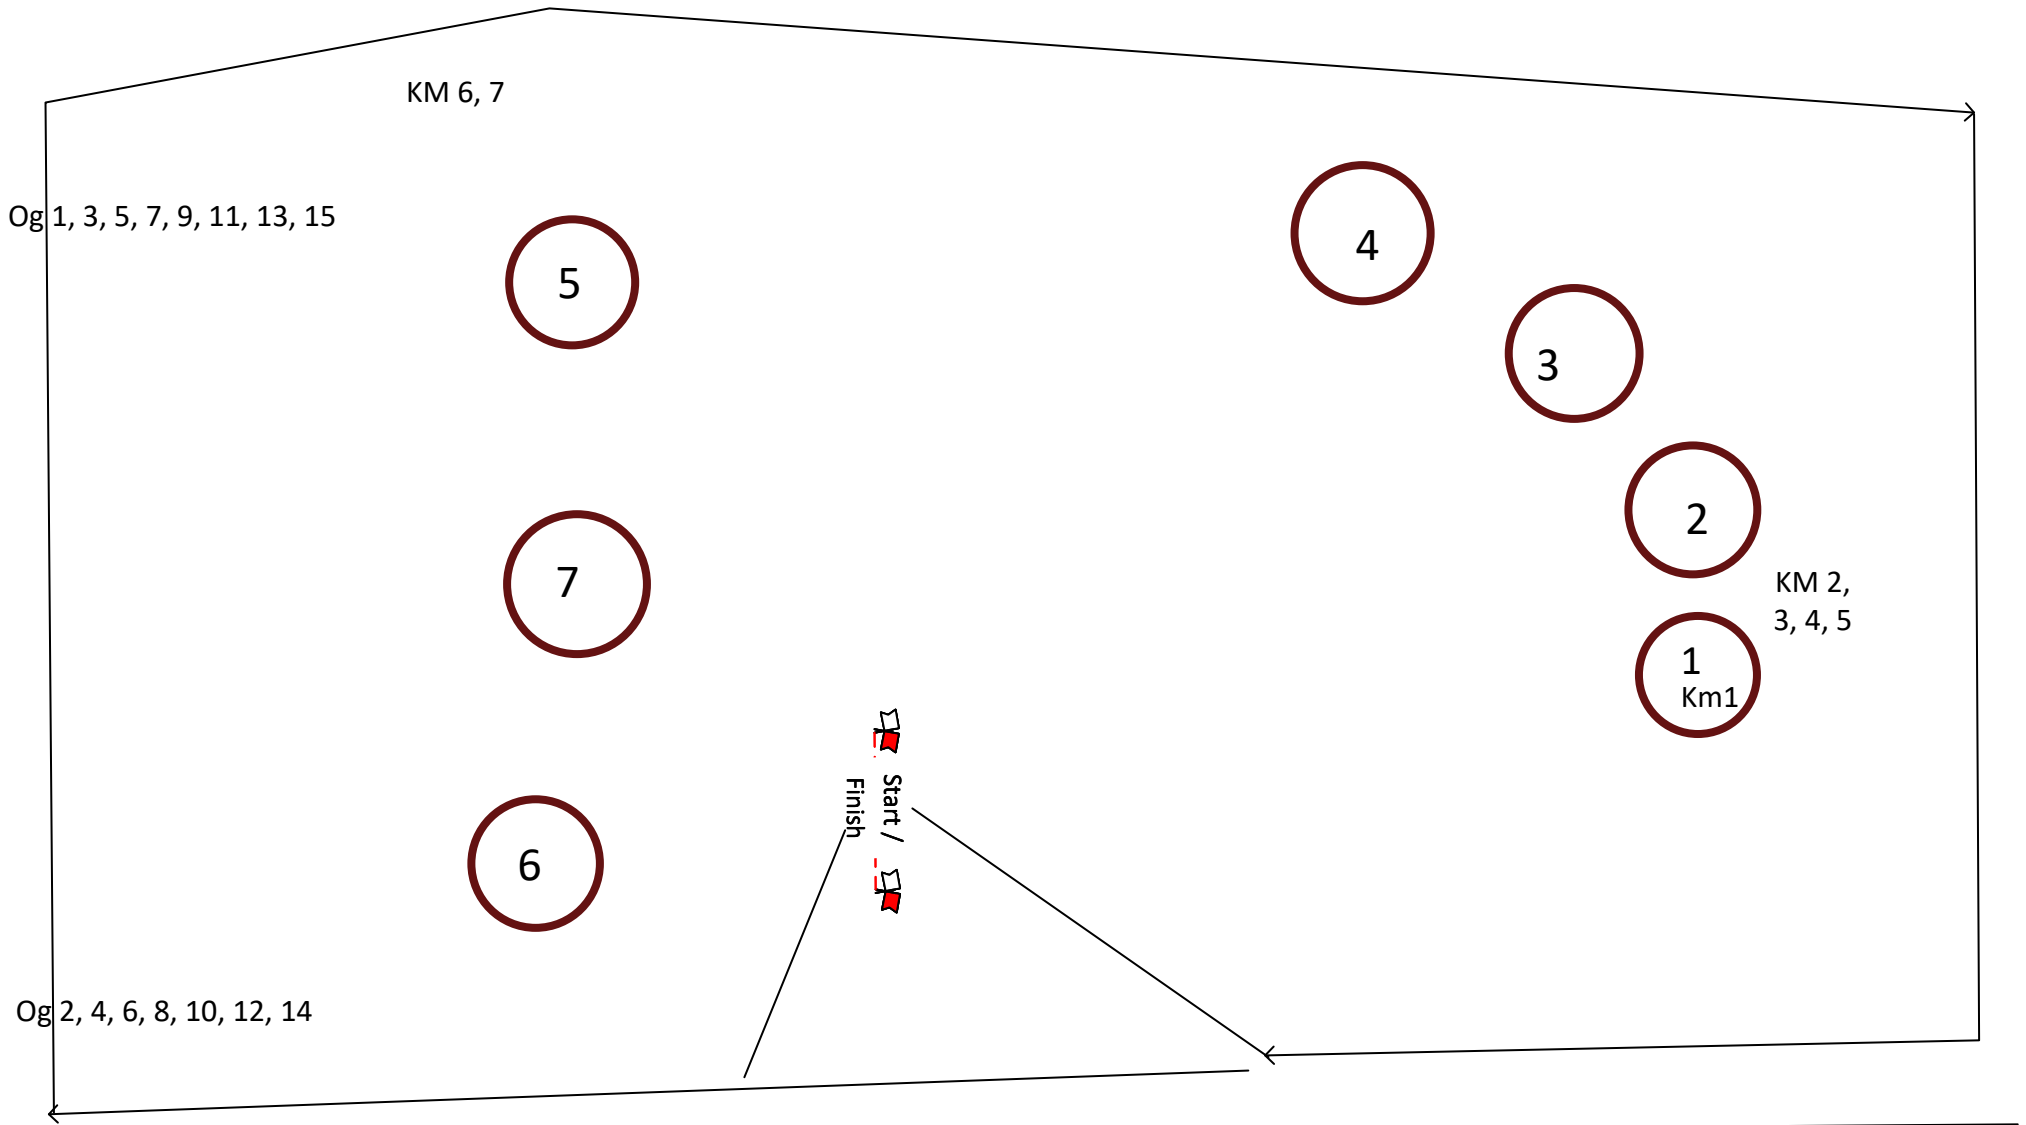 KM 6, 7
Og 1, 3, 5, 7, 9, 11, 13, 15
4
5
3
2
7
KM 2,
3, 4, 5
1
Km1
Start /
Finish
6
Og 2, 4, 6, 8, 10, 12, 14